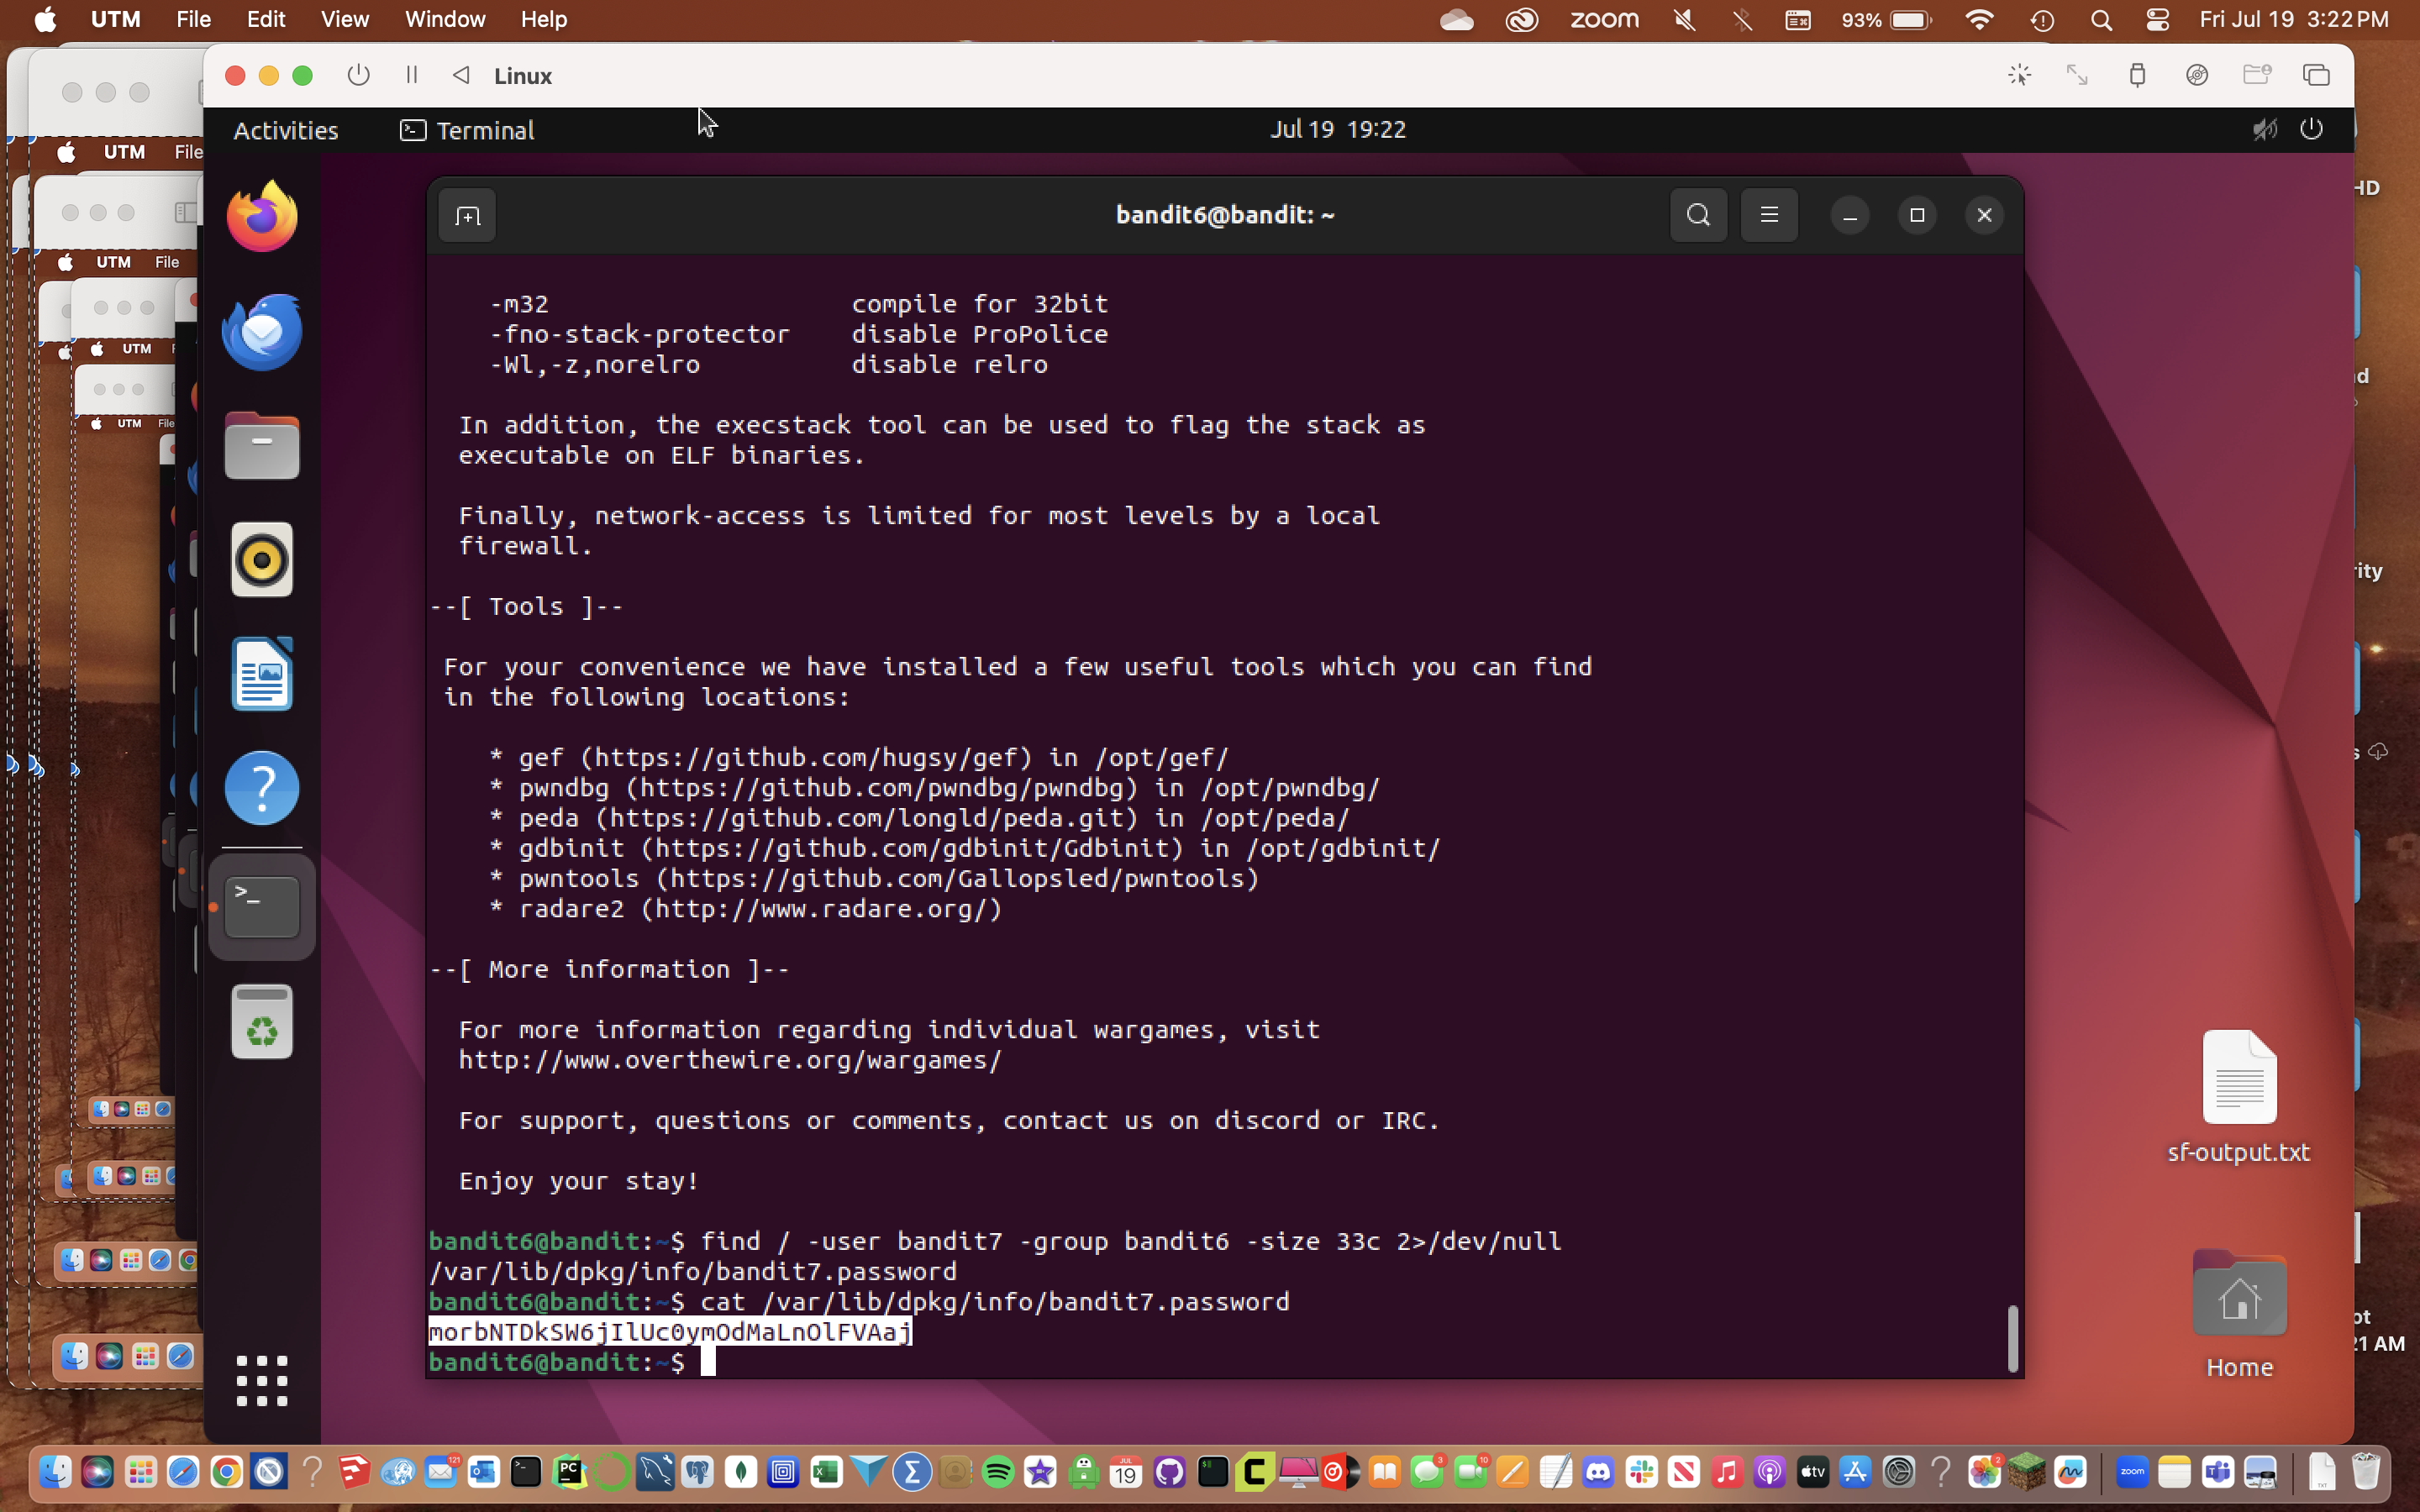 UTM File Edit View Window Help zoom 93% Fri Jul 19 3:22 PM
Linux
Activities Terminal Jul 19 19:22
UTM File
UTM File
UTM
UTM File
bandit6@bandit: ~
-m32 compile for 32bit
-fno-stack-protector disable ProPolice
-Wl,-z,norelro disable relro
In addition, the execstack tool can be used to flag the stack as
executable on ELF binaries.
Finally, network-access is limited for most levels by a local
firewall.
--[ Tools ]--
For your convenience we have installed a few useful tools which you can find
in the following locations:
* gef (https://github.com/hugsy/gef) in /opt/gef/
* pwndbg (https://github.com/pwndbg/pwndbg) in /opt/pwndbg/
* peda (https://github.com/longld/peda.git) in /opt/peda/
* gdbinit (https://github.com/gdbinit/Gdbinit) in /opt/gdbinit/
* pwntools (https://github.com/Gallopsled/pwntools)
* radare2 (http://www.radare.org/)
--[ More information ]--
For more information regarding individual wargames, visit
http://www.overthewire.org/wargames/
For support, questions or comments, contact us on discord or IRC.
Enjoy your stay!
bandit6@bandit:~$ find / -user bandit7 -group bandit6 -size 33c 2>/dev/null
/var/lib/dpkg/info/bandit7.password
bandit6@bandit:~$ cat /var/lib/dpkg/info/bandit7.password
morbNTDkSW6jIlUc0ymOdMaLnOlFVAaj
bandit6@bandit:~$
sf-output.txt
Home
HD
21 AM
121 PC JUL 19 3 10 tv 2 zoom TXT